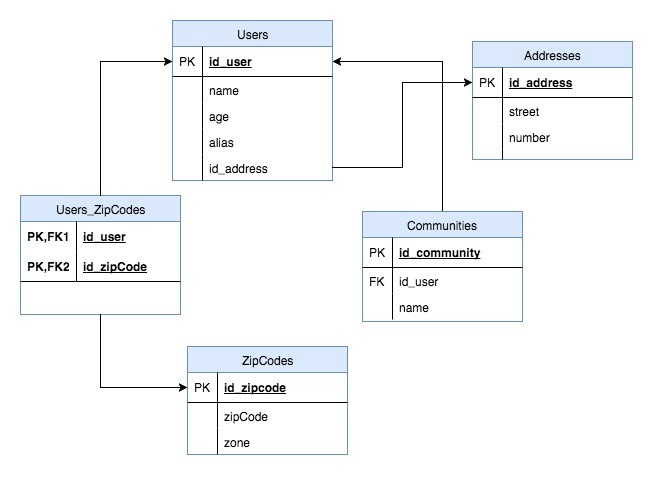 Users
PK id_user
name
age
alias
id_address
Addresses
PK id_address
street
number
Users_ZipCodes
PK,FK1 id_user
PK,FK2 id_zipCode
Communities
PK id_community
FK id_user
name
ZipCodes
PK id_zipcode
zipCode
zone